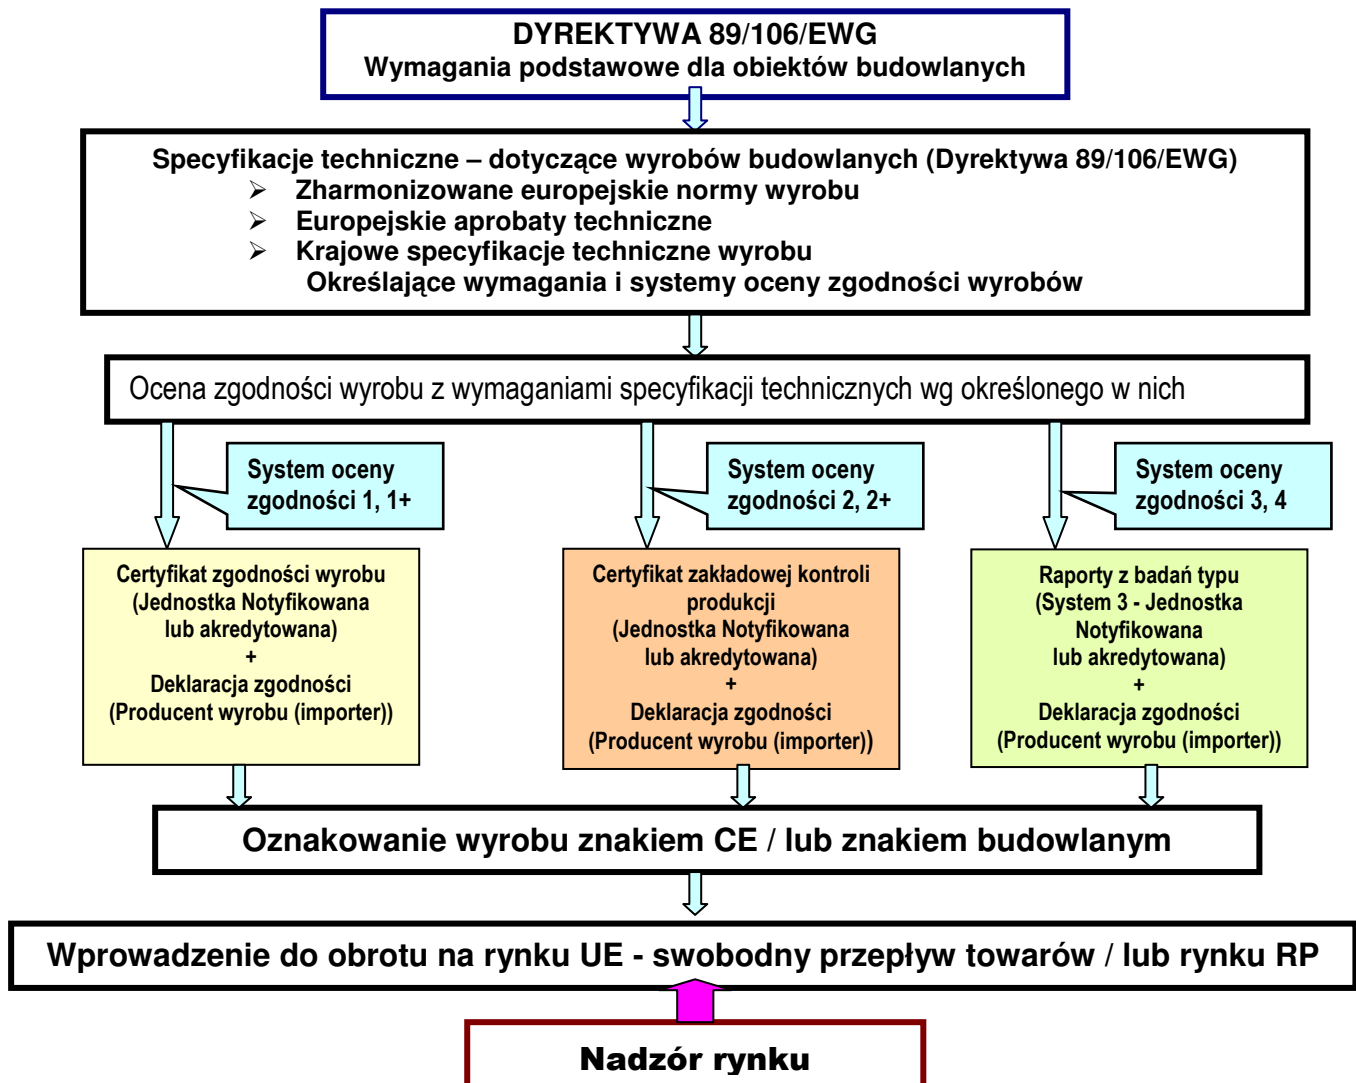 DYREKTYWA 89/106/EWG
Wymagania podstawowe dla obiektów budowlanych
Specyfikacje techniczne – dotyczące wyrobów budowlanych (Dyrektywa 89/106/EWG)
➢ Zharmonizowane europejskie normy wyrobu
➢ Europejskie aprobaty techniczne
➢ Krajowe specyfikacje techniczne wyrobu
Określające wymagania i systemy oceny zgodności wyrobów
Ocena zgodności wyrobu z wymaganiami specyfikacji technicznych wg określonego w nich
System oceny
zgodności 1, 1+
System oceny
zgodności 2, 2+
System oceny
zgodności 3, 4
Certyfikat zgodności wyrobu
(Jednostka Notyfikowana
lub akredytowana)
+
Deklaracja zgodności
(Producent wyrobu (importer))
Certyfikat zakładowej kontroli
produkcji
(Jednostka Notyfikowana
lub akredytowana)
+
Deklaracja zgodności
(Producent wyrobu (importer))
Raporty z badań typu
(System 3 - Jednostka
Notyfikowana
lub akredytowana)
+
Deklaracja zgodności
(Producent wyrobu (importer))
Oznakowanie wyrobu znakiem CE / lub znakiem budowlanym
Wprowadzenie do obrotu na rynku UE - swobodny przepływ towarów / lub rynku RP
Nadzór rynku